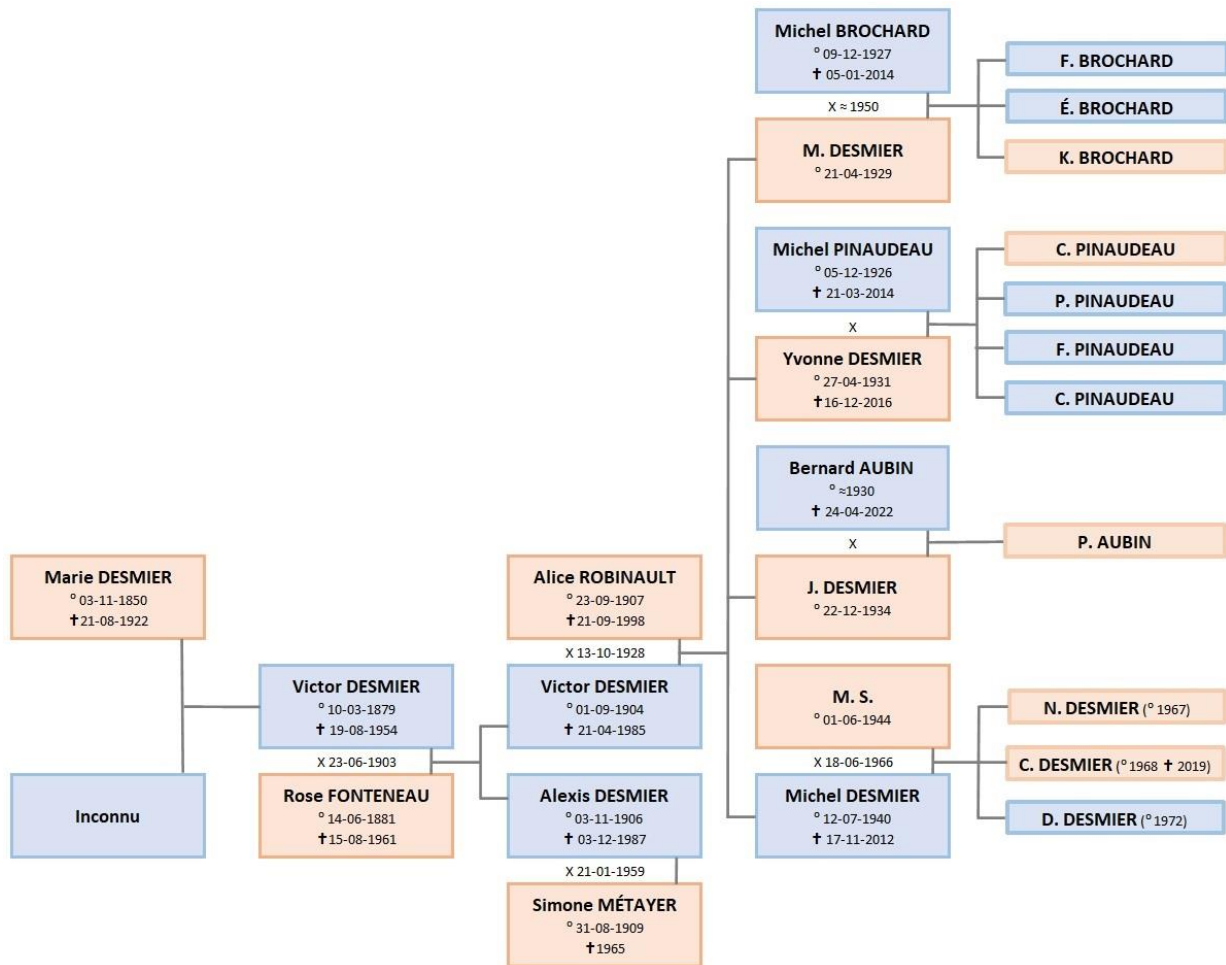 Michel BROCHARD
° 09-12-1927
✝ 05-01-2014
X ≈ 1950
M. DESMIER
° 21-04-1929
F. BROCHARD
É. BROCHARD
K. BROCHARD
Michel PINAUDEAU
° 05-12-1926
✝ 21-03-2014
X
Yvonne DESMIER
° 27-04-1931
✝16-12-2016
C. PINAUDEAU
P. PINAUDEAU
F. PINAUDEAU
C. PINAUDEAU
Bernard AUBIN
° ≈1930
✝ 24-04-2022
X
J. DESMIER
° 22-12-1934
P. AUBIN
Marie DESMIER
° 03-11-1850
✝21-08-1922
Inconnu
Victor DESMIER
° 10-03-1879
✝ 19-08-1954
X 23-06-1903
Rose FONTENEAU
° 14-06-1881
✝15-08-1961
Alice ROBINAULT
° 23-09-1907
✝21-09-1998
X 13-10-1928
Victor DESMIER
° 01-09-1904
✝ 21-04-1985
Alexis DESMIER
° 03-11-1906
✝ 03-12-1987
X 21-01-1959
Simone MÉTAYER
° 31-08-1909
✝1965
M. S.
° 01-06-1944
X 18-06-1966
Michel DESMIER
° 12-07-1940
✝ 17-11-2012
N. DESMIER (° 1967)
C. DESMIER (° 1968 ✝ 2019)
D. DESMIER (° 1972)